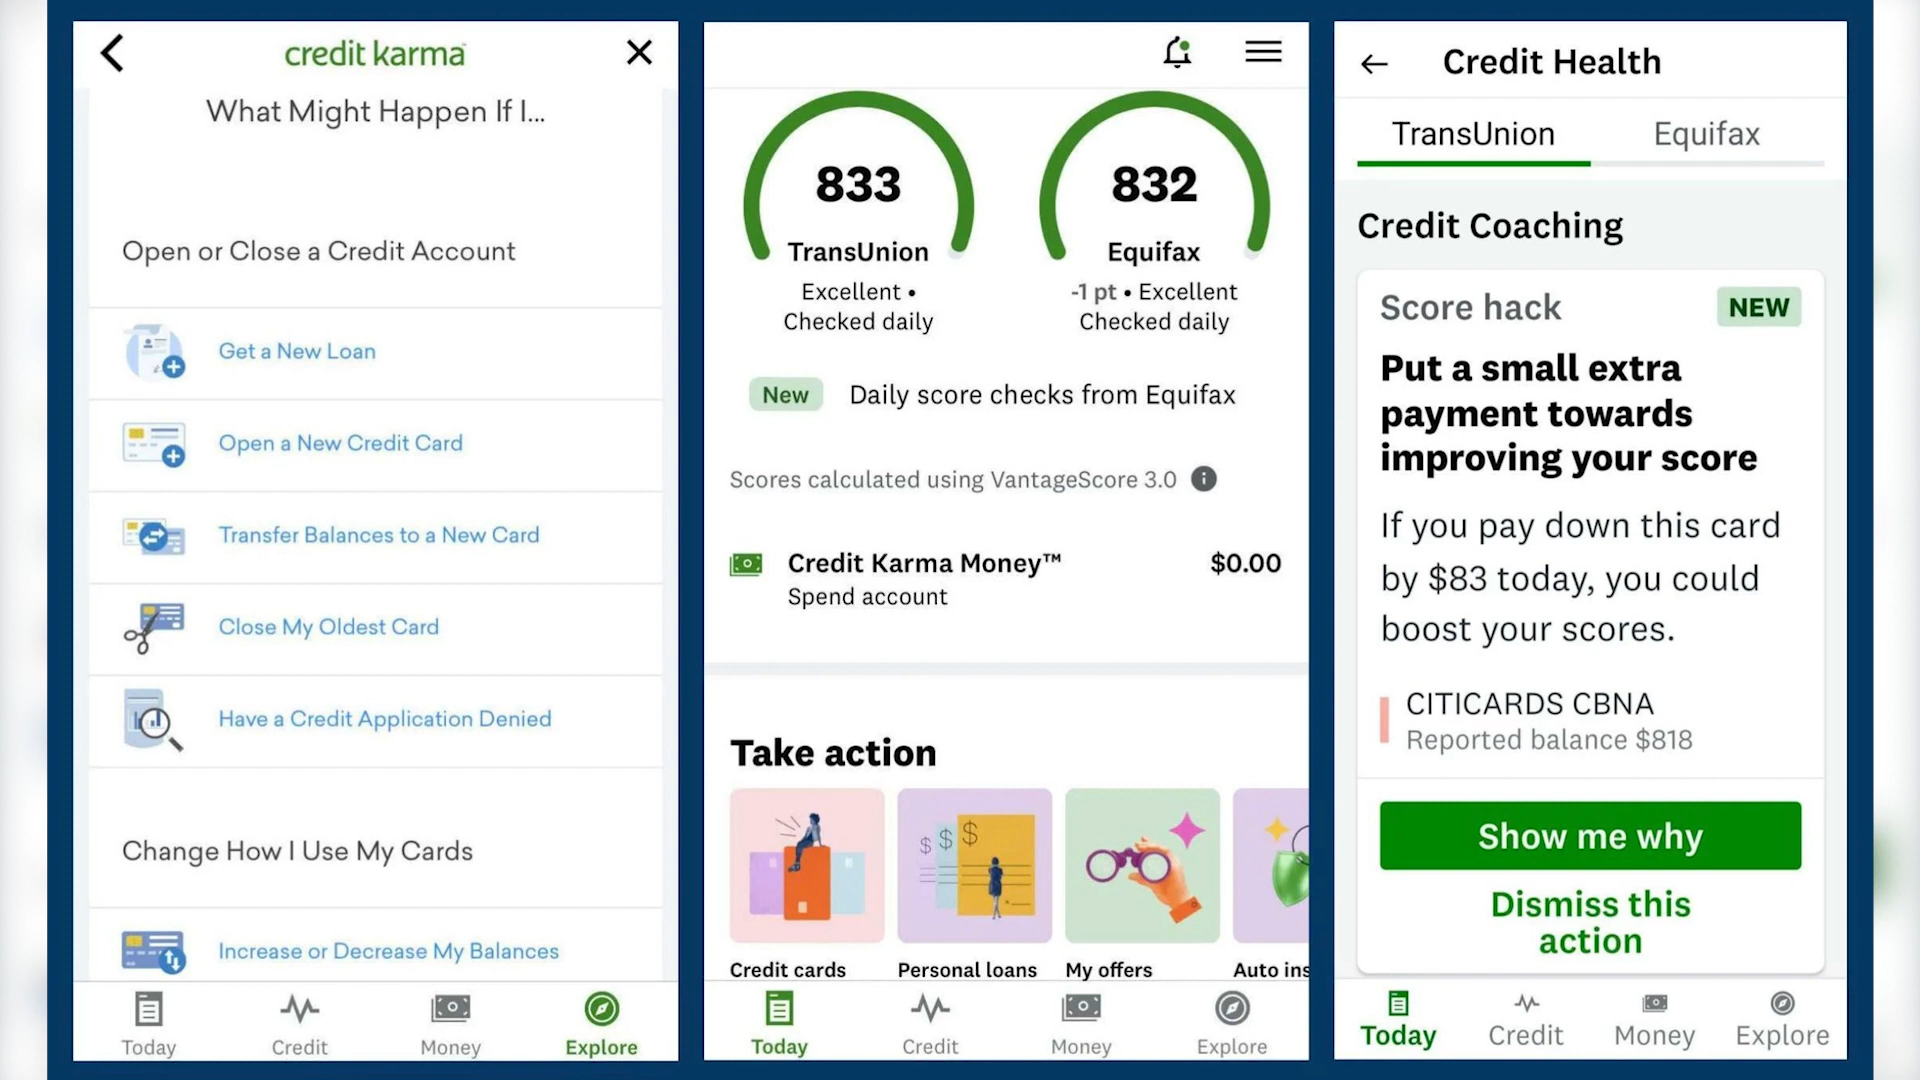 credit karma
What Might Happen If I...
Open or Close a Credit Account
Get a New Loan
Open a New Credit Card
Transfer Balances to a New Card
Close My Oldest Card
Have a Credit Application Denied
Change How I Use My Cards
Increase or Decrease My Balances
Today
Credit
Money
Explore
833
TransUnion
Excellent •
Checked daily
832
Equifax
-1 pt • Excellent
Checked daily
New
Daily score checks from Equifax
Scores calculated using VantageScore 3.0
Credit Karma Money™
$0.00
Spend account
Take action
Credit cards
Personal loans
My offers
Auto ins
Today
Credit
Money
Explore
Credit Health
TransUnion
Equifax
Credit Coaching
Score hack
NEW
Put a small extra
payment towards
improving your score
If you pay down this card
by $83 today, you could
boost your scores.
CITICARDS CBNA
Reported balance $818
Show me why
Dismiss this
action
Today
Credit
Money
Explore